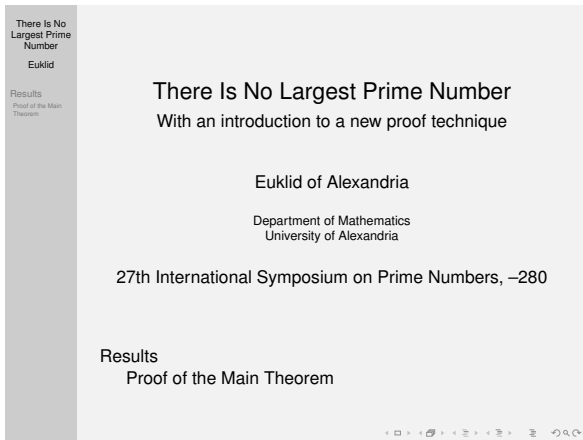 There Is No
Largest Prime
Number
Euklid
Results
Proof of the Main
Theorem
There Is No Largest Prime Number
With an introduction to a new proof technique
Euklid of Alexandria
Department of Mathematics
University of Alexandria
27th International Symposium on Prime Numbers, –280
Results
Proof of the Main Theorem